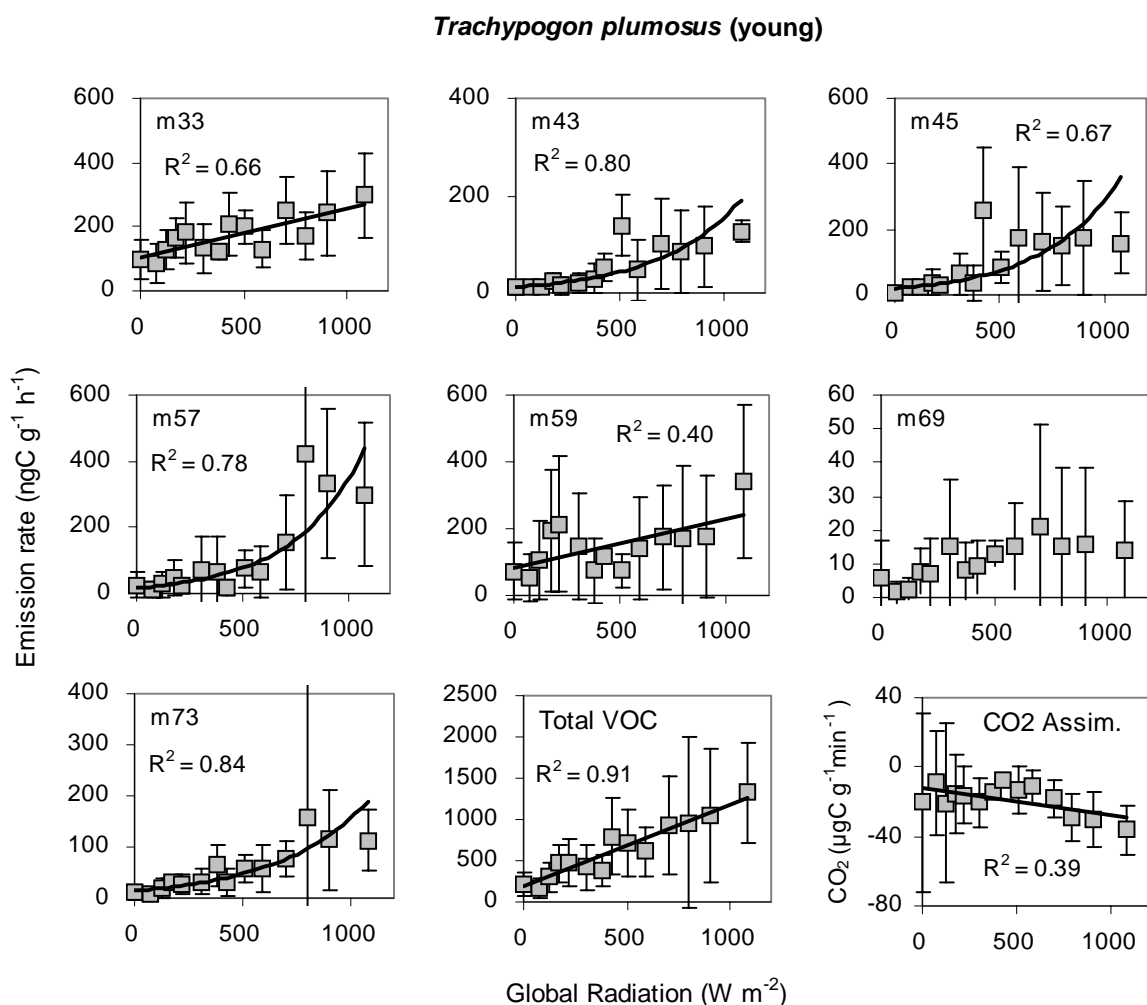 Trachypogon plumosus (young)
Emission rate (ngC g⁻¹ h⁻¹)
600
400
200
0
m33
R² = 0.66
0 500 1000
400
200
0
m43
R² = 0.80
0 500 1000
600
400
200
0
m45
R² = 0.67
0 500 1000
600
400
200
0
m57
R² = 0.78
0 500 1000
600
400
200
0
m59
R² = 0.40
0 500 1000
60
50
40
30
20
10
0
m69
0 500 1000
400
300
200
100
0
m73
R² = 0.84
0 500 1000
2500
2000
1500
1000
500
0
Total VOC
R² = 0.91
0 500 1000
CO₂ (µgC g⁻¹min⁻¹)
40
0
-40
-80
CO2 Assim.
R² = 0.39
0 500 1000
Global Radiation (W m⁻²)